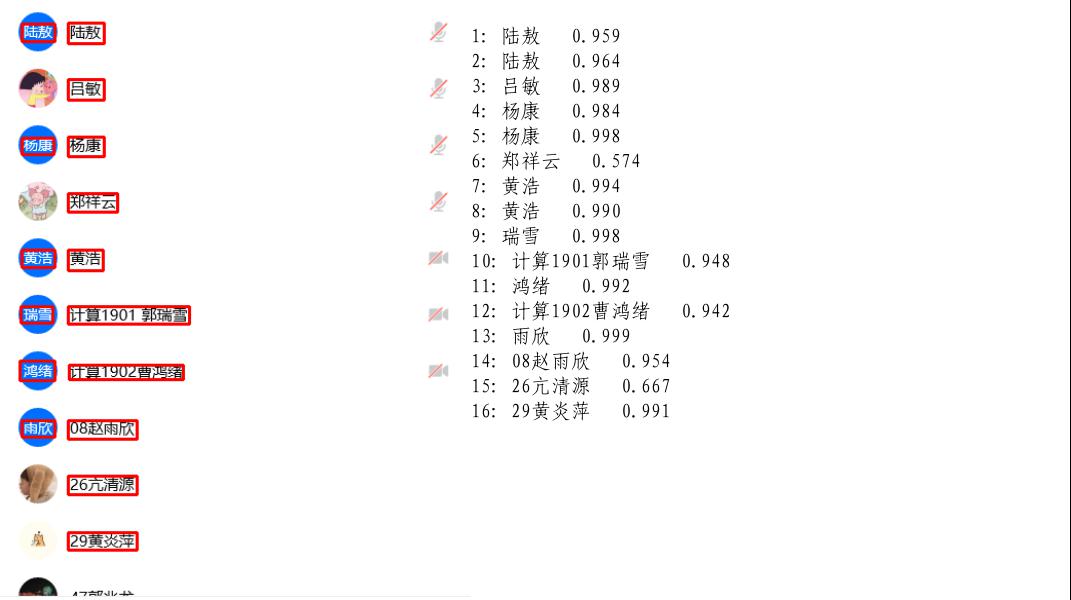 陆敖 陆敖
吕敏
杨康 杨康
郑祥云
黄浩 黄浩
瑞雪 计算1901 郭瑞雪
鸿绪 计算1902曹鸿绪
雨欣 08赵雨欣
26亢清源
29黄炎萍
1: 陆敖 0.959
2: 陆敖 0.964
3: 吕敏 0.989
4: 杨康 0.984
5: 杨康 0.998
6: 郑祥云 0.574
7: 黄浩 0.994
8: 黄浩 0.990
9: 瑞雪 0.998
10: 计算1901郭瑞雪 0.948
11: 鸿绪 0.992
12: 计算1902曹鸿绪 0.942
13: 雨欣 0.999
14: 08赵雨欣 0.954
15: 26亢清源 0.667
16: 29黄炎萍 0.991